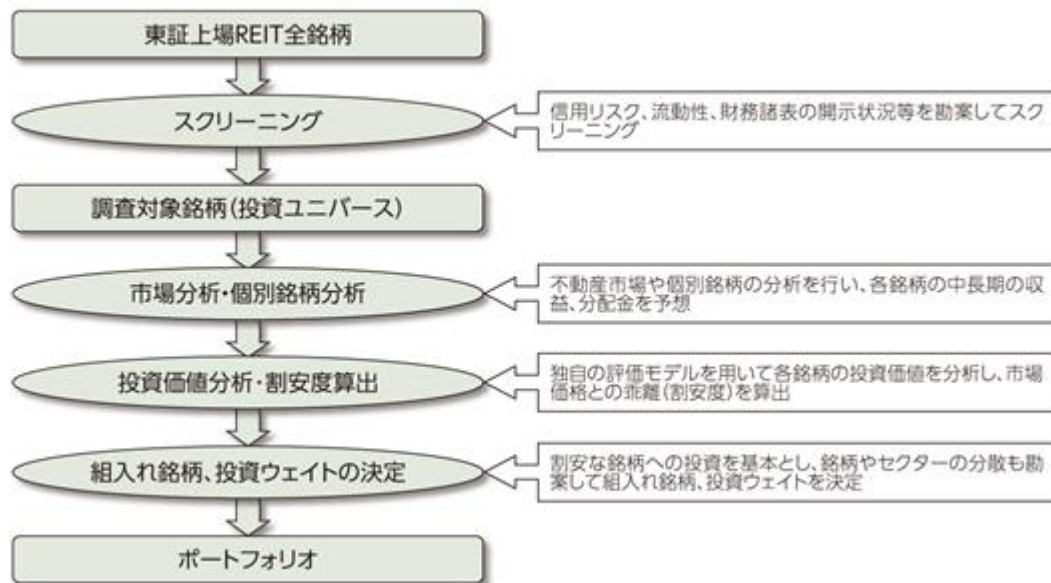 東証上場REIT全銘柄
スクリーニング
信用リスク、流動性、財務諸表の開示状況等を勘案してスク
リーニング
調査対象銘柄(投資ユニバース)
市場分析・個別銘柄分析
不動産市場や個別銘柄の分析を行い、各銘柄の中長期の収
益、分配金を予想
投資価値分析・割安度算出
独自の評価モデルを用いて各銘柄の投資価値を分析し、市場
価格との乖離(割安度)を算出
組入れ銘柄、投資ウェイトの決定
割安な銘柄への投資を基本とし、銘柄やセクターの分散も勘
案して組入れ銘柄、投資ウェイトを決定
ポートフォリオ